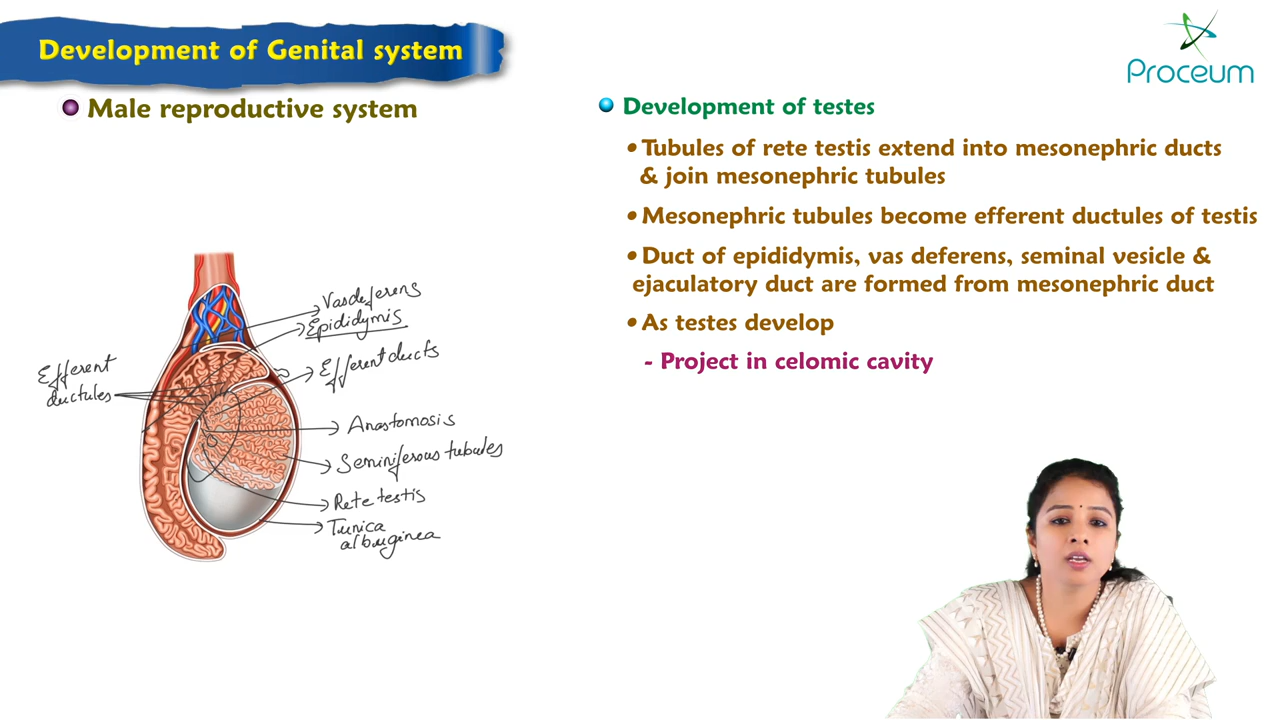 Development of Genital system
Proceum
Male reproductive system
Development of testes
Tubules of rete testis extend into mesonephric ducts
& join mesonephric tubules
Mesonephric tubules become efferent ductules of testis
Duct of epididymis, vas deferens, seminal vesicle &
ejaculatory duct are formed from mesonephric duct
As testes develop
- Project in celomic cavity
Vas deferens
Epididymis
Efferent ducts
Efferent
ductules
Anastomosis
Seminiferous tubules
Rete testis
Tunica
albuginea